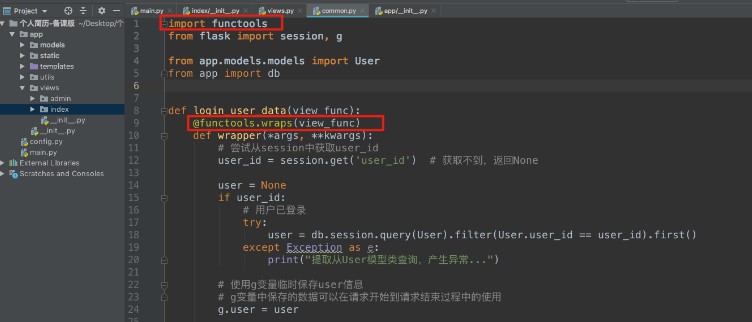 Project
main.py
index/__init__.py
views.py
common.py
app/__init__.py
个人简历-备课版 ~/Desktop/个
app
models
static
templates
utils
views
admin
index
__init__.py
__init__.py
config.py
main.py
External Libraries
Scratches and Consoles
1 import functools
2 from flask import session, g
3
4 from app.models.models import User
5 from app import db
6
7
8 def login_user_data(view_func):
9 @functools.wraps(view_func)
10 def wrapper(*args, **kwargs):
11 # 尝试从session中获取user_id
12 user_id = session.get('user_id') # 获取不到，返回None
13
14 user = None
15 if user_id:
16 # 用户已登录
17 try:
18 user = db.session.query(User).filter(User.user_id == user_id).first()
19 except Exception as e:
20 print("提取从User模型类查询，产生异常...")
21
22 # 使用g变量临时保存user信息
23 # g变量中保存的数据可以在请求开始到请求结束过程中的使用
24 g.user = user